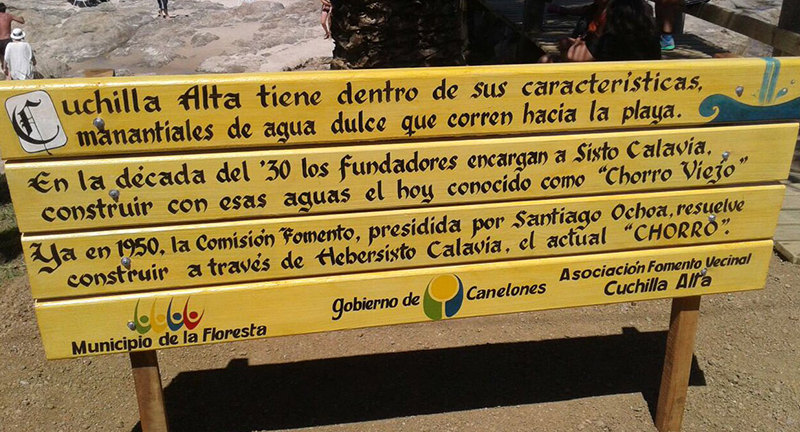 Cuchilla Alta tiene dentro de sus características,
manantiales de agua dulce que corren hacia la playa.
En la década del '30 los fundadores encargan a Sixto Calavia,
construir con esas aguas el hoy conocido como "Chorro Viejo"
Ya en 1950, la Comisión Fomento, presidida por Santiago Ochoa, resuelve
construir a través de Hebersixto Calavia, el actual "CHORRO".
Municipio de la Floresta
Gobierno de Canelones
Asociación Fomento Vecinal
Cuchilla Alta